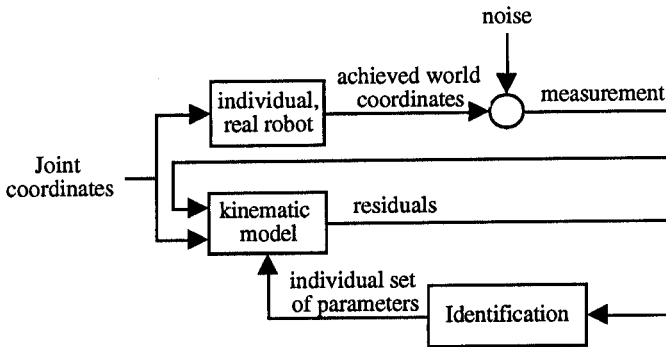 noise
achieved world
coordinates
measurement
individual,
real robot
Joint
coordinates
kinematic
model
residuals
individual set
of parameters
Identification